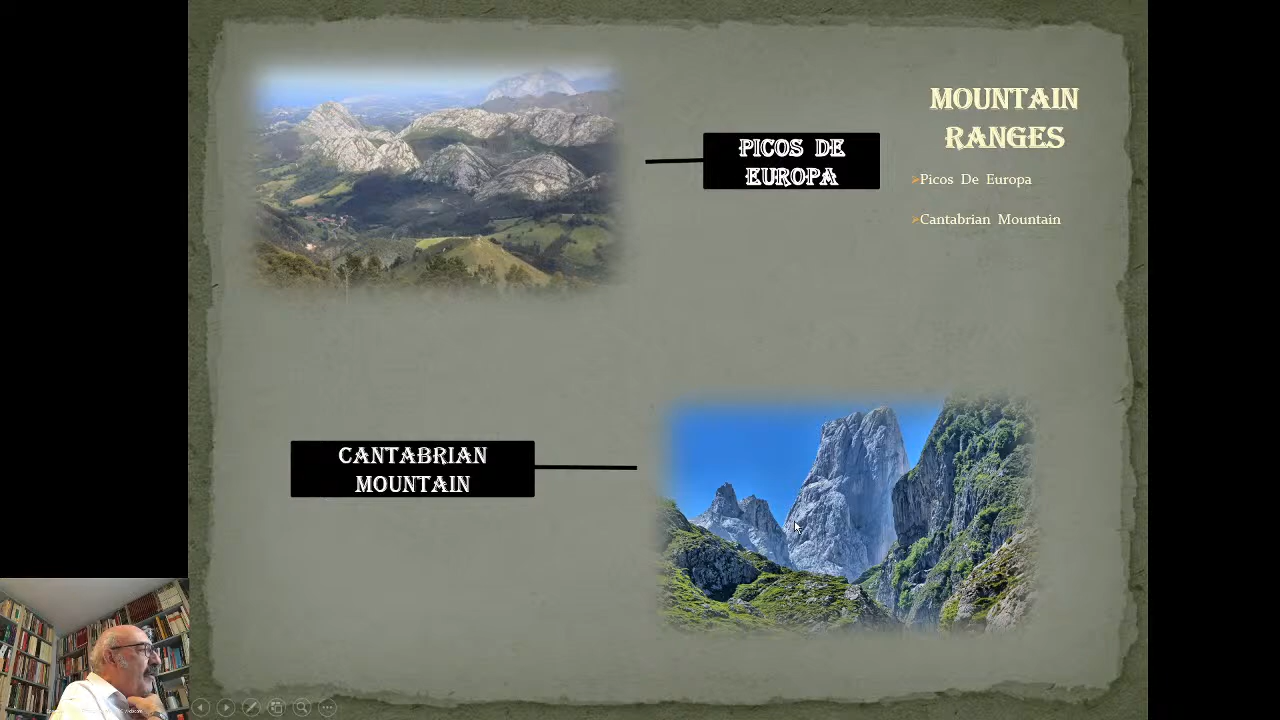 MOUNTAIN
RANGES
PICOS DE
EUROPA
➢Picos De Europa
➢Cantabrian Mountain
CANTABRIAN
MOUNTAIN